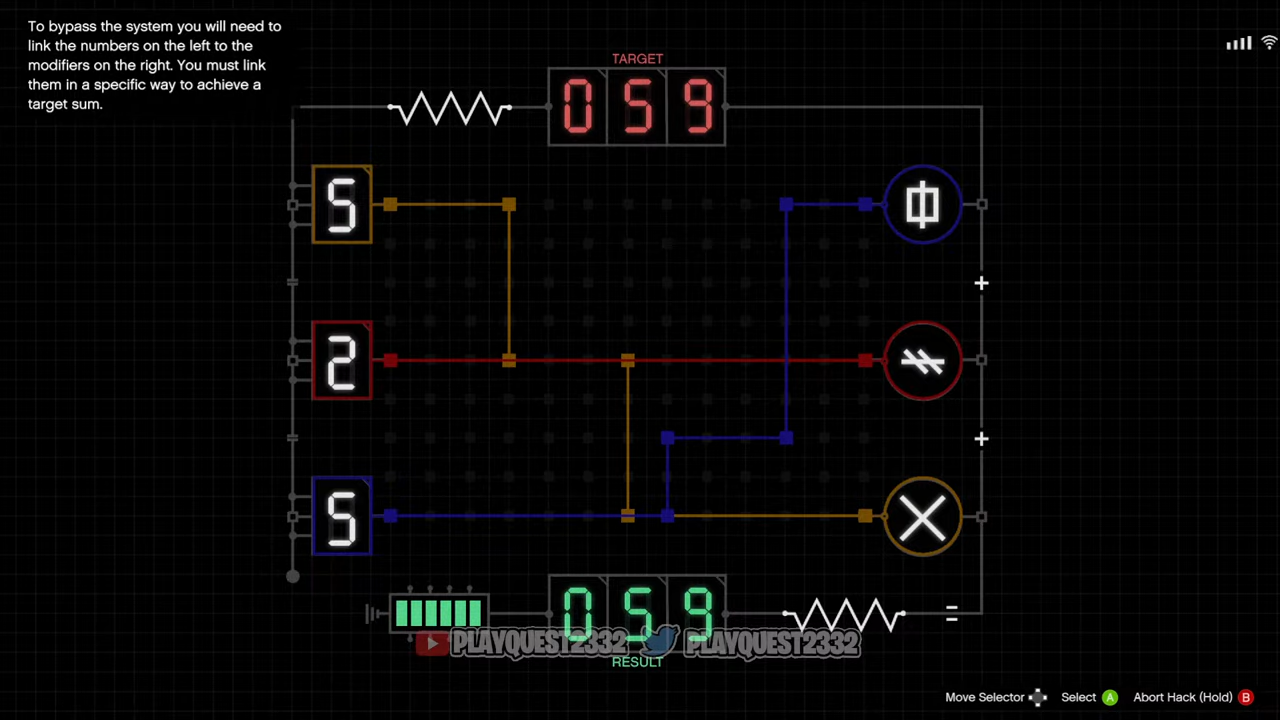 To bypass the system you will need to
link the numbers on the left to the
modifiers on the right. You must link
them in a specific way to achieve a
target sum.
TARGET
059
5
2
5
+
+
=
059
PLAYQUEST2332 PLAYQUEST2332
RESULT
Move Selector Select A Abort Hack (Hold) B